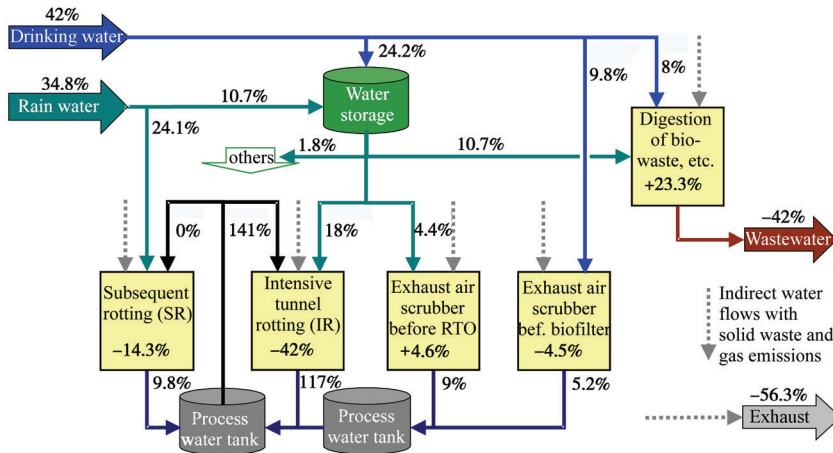 42%
Drinking water
24.2%
9.8%
8%
34.8%
Rain water
10.7%
24.1%
Water
storage
1.8%
others
10.7%
Digestion
of bio-
waste, etc.
+23.3%
0%
141%
18%
4.4%
−42%
Wastewater
Subsequent
rotting (SR)
−14.3%
Intensive
tunnel
rotting (IR)
−42%
Exhaust air
scrubber
before RTO
+4.6%
Exhaust air
scrubber
bef. biofilter
−4.5%
Indirect water
flows with
solid waste and
gas emissions
9.8%
117%
9%
5.2%
Process
water tank
Process
water tank
−56.3%
Exhaust